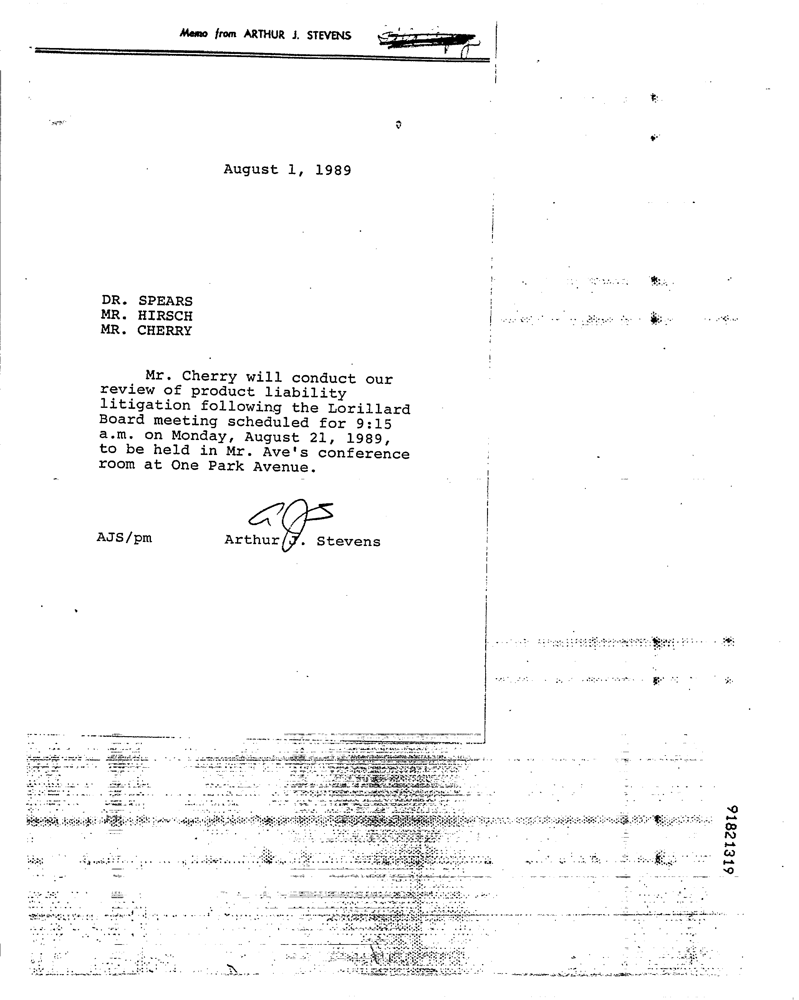 Memo from ARTHUR J. STEVENS
August 1, 1989
DR. SPEARS
MR. HIRSCH
MR. CHERRY
Mr. Cherry will conduct our
review of product liability
litigation following the Lorillard
Board meeting scheduled for 9:15
a.m. on Monday, August 21, 1989,
to be held in Mr. Ave's conference
room at One Park Avenue.
AJS
AJS/pm Arthur J. Stevens
91821319